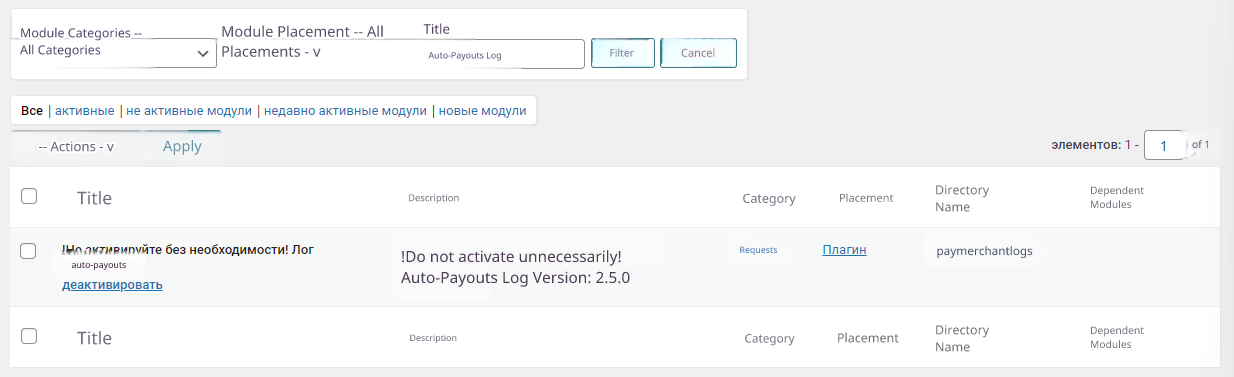 Module Categories --
All Categories
Module Placement -- All
Placements - v
Title
Auto-Payouts Log
Filter
Cancel
Все | активные | не активные модули | недавно активные модули | новые модули
-- Actions - v
Apply
элементов: 1 - 1 of 1
Title Description Category Placement Directory Name Dependent Modules
активируйте без необходимости! Лог
auto-payouts
деактивировать
!Do not activate unnecessarily!
Auto-Payouts Log Version: 2.5.0
Requests
Плагин
paymerchantlogs
Title Description Category Placement Directory Name Dependent Modules